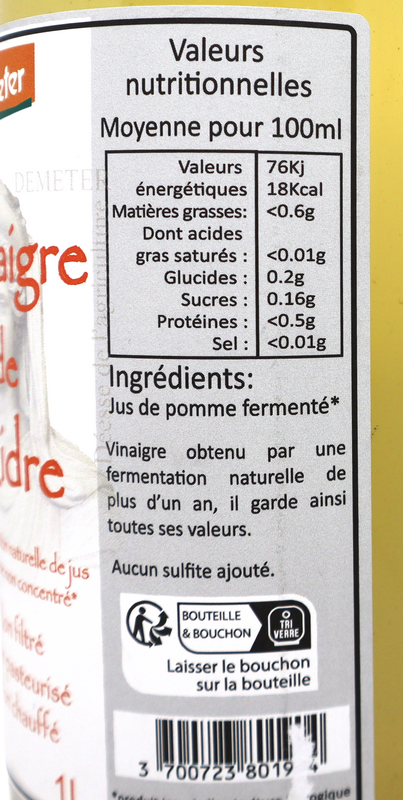 DEMETER
Valeurs
nutritionnelles
Moyenne pour 100ml
Valeurs 76Kj
énergétiques 18Kcal
Matières grasses: <0.6g
Dont acides
gras saturés : <0.01g
Glucides : 0.2g
Sucres : 0.16g
Protéines : <0.5g
Sel : <0.01g
Ingrédients:
Jus de pomme fermenté*
Vinaigre obtenu par une
fermentation naturelle de
plus d'un an, il garde ainsi
toutes ses valeurs.
Aucun sulfite ajouté.
BOUTEILLE
& BOUCHON
TRI
VERRE
Laisser le bouchon
sur la bouteille
3 700723 8019 4
aigre
de
idre
naturelle de jus
non concentré*
filtré
pasteurisé
chauffé
1L